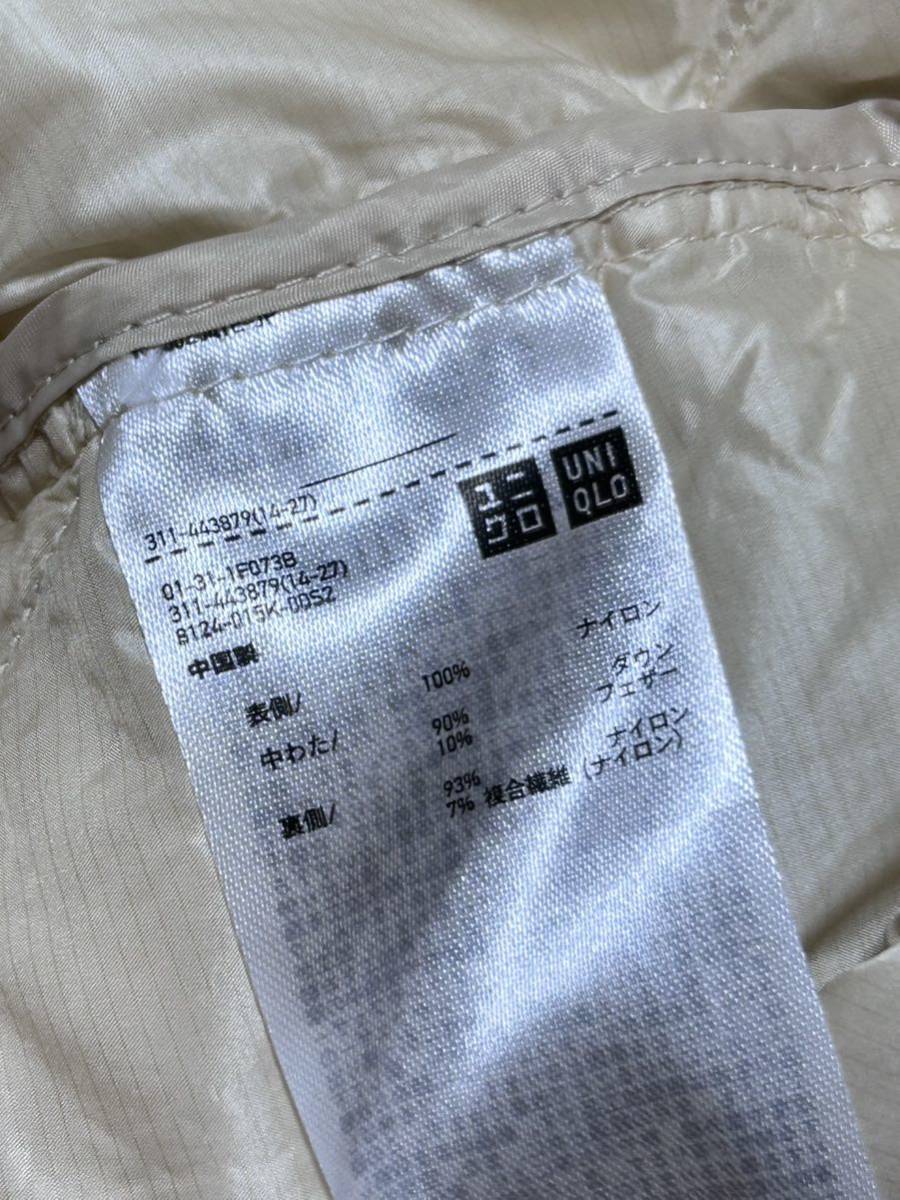 311-443879(14-27)
ユニ
クロ
UNI
QLO
01-31-1F073B
311-443879(14-27)
8124-015K-00S2
中国製
表側/ 100% ナイロン
中わた/ 90% ダウン
10% フェザー
裏側/ 93% ナイロン
7% 複合繊維 (ナイロン)